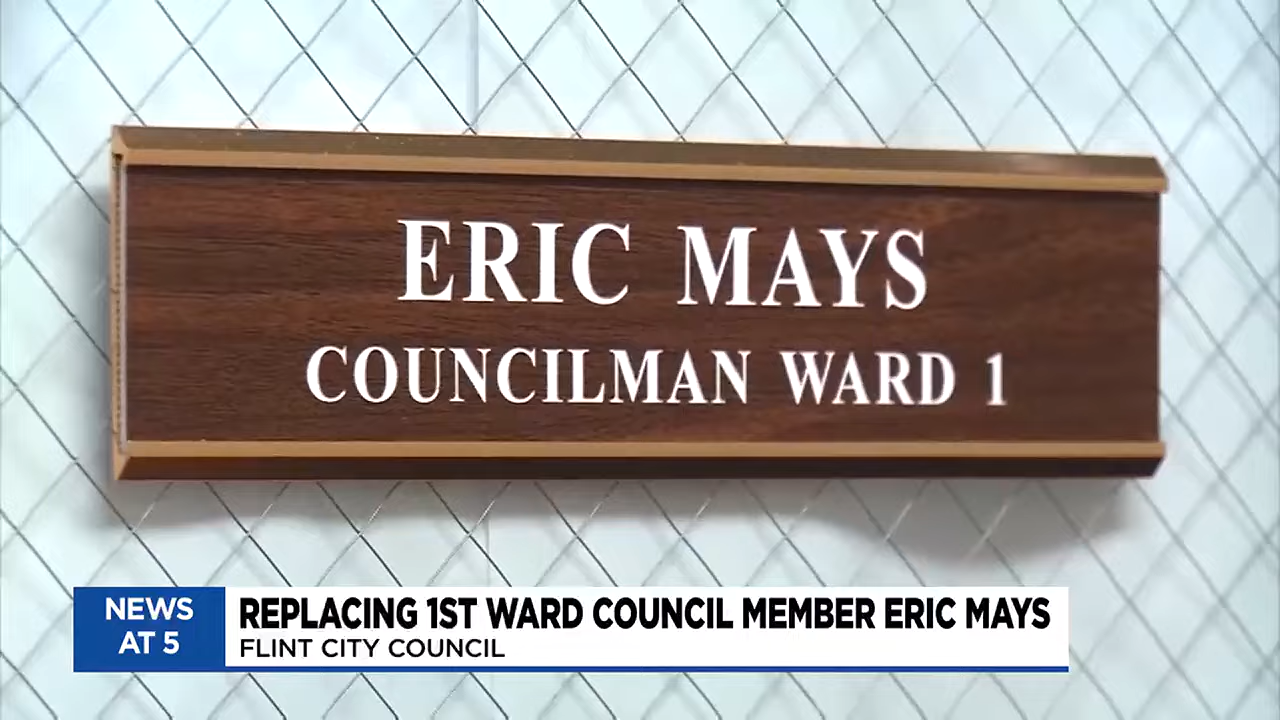 ERIC MAYS
COUNCILMAN WARD 1
NEWS
AT 5
REPLACING 1ST WARD COUNCIL MEMBER ERIC MAYS
FLINT CITY COUNCIL